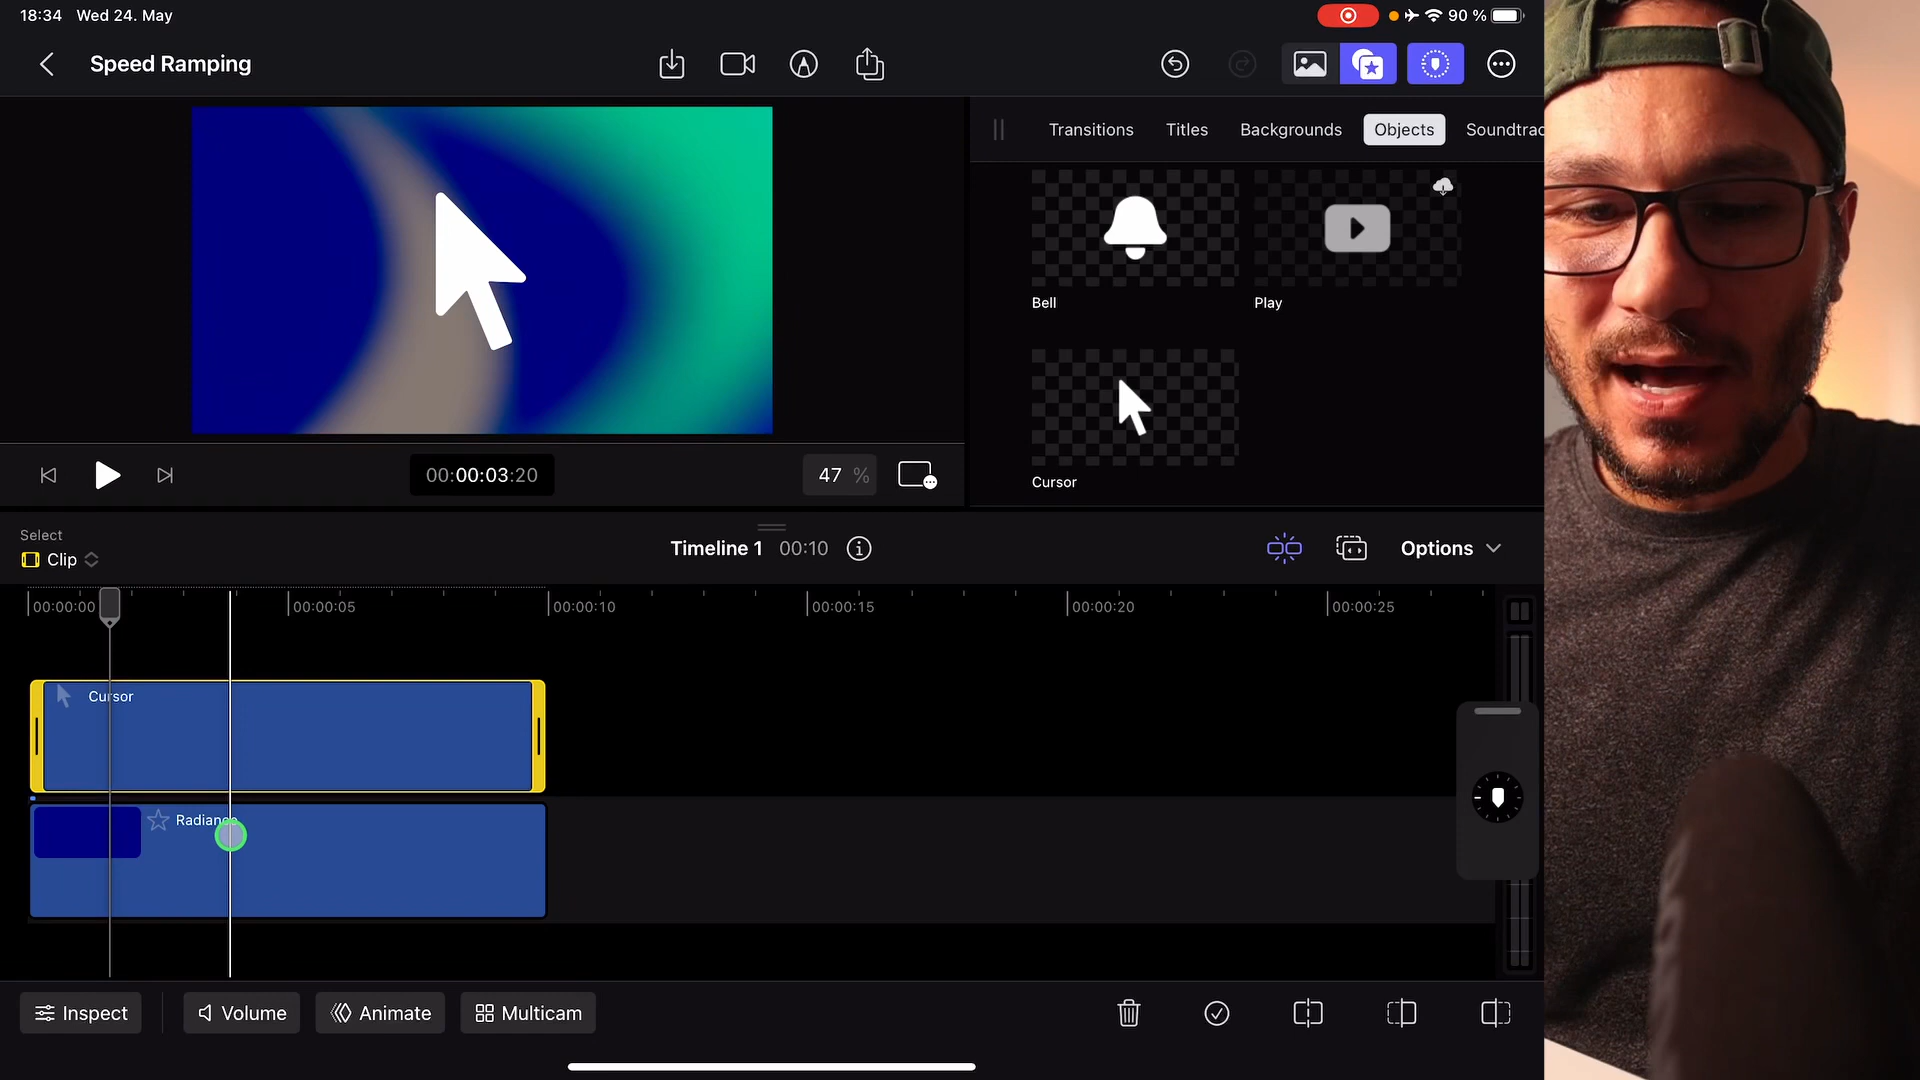 18:34 Wed 24. May
90 %
Speed Ramping
Transitions Titles Backgrounds Objects Soundtrac
Bell
Play
Cursor
00:00:03:20
47 %
Select
Clip
Timeline 1 00:10
Options
00:00:00
00:00:05
00:00:10
00:00:15
00:00:20
00:00:25
Cursor
Radiance
Inspect
Volume
Animate
Multicam